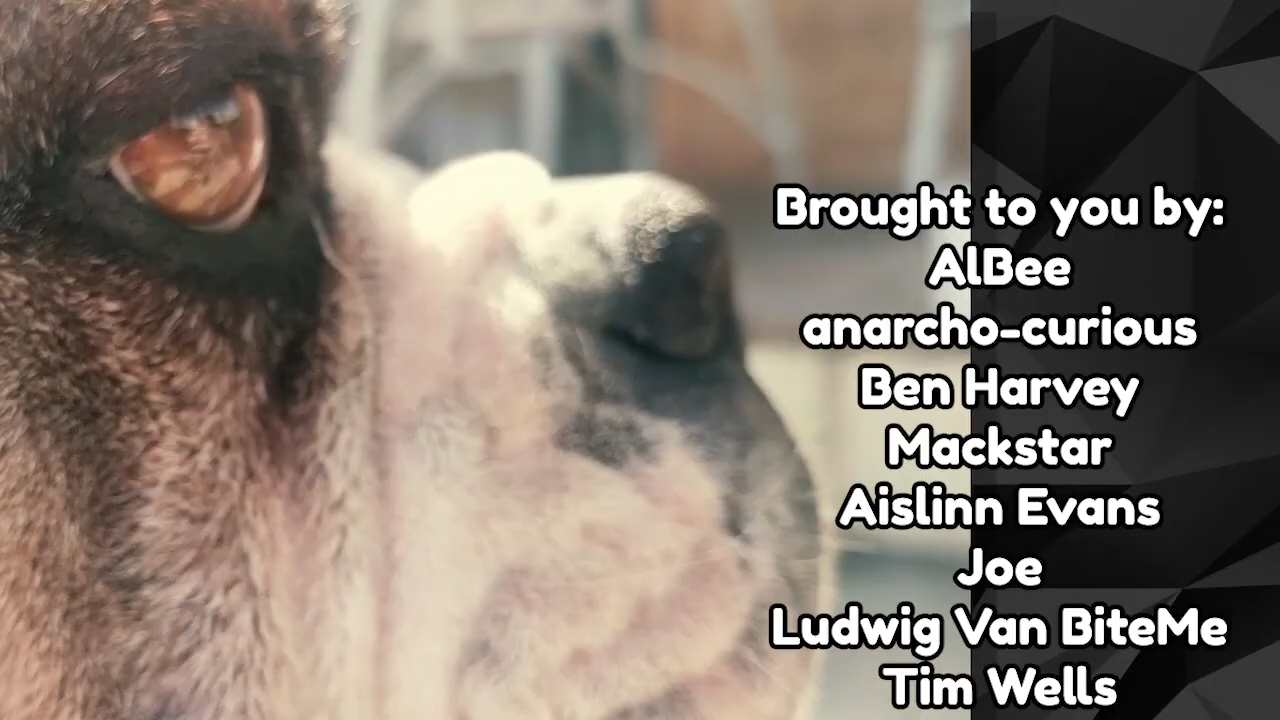 Brought to you by:
AlBee
anarcho-curious
Ben Harvey
Mackstar
Aislinn Evans
Joe
Ludwig Van BiteMe
Tim Wells